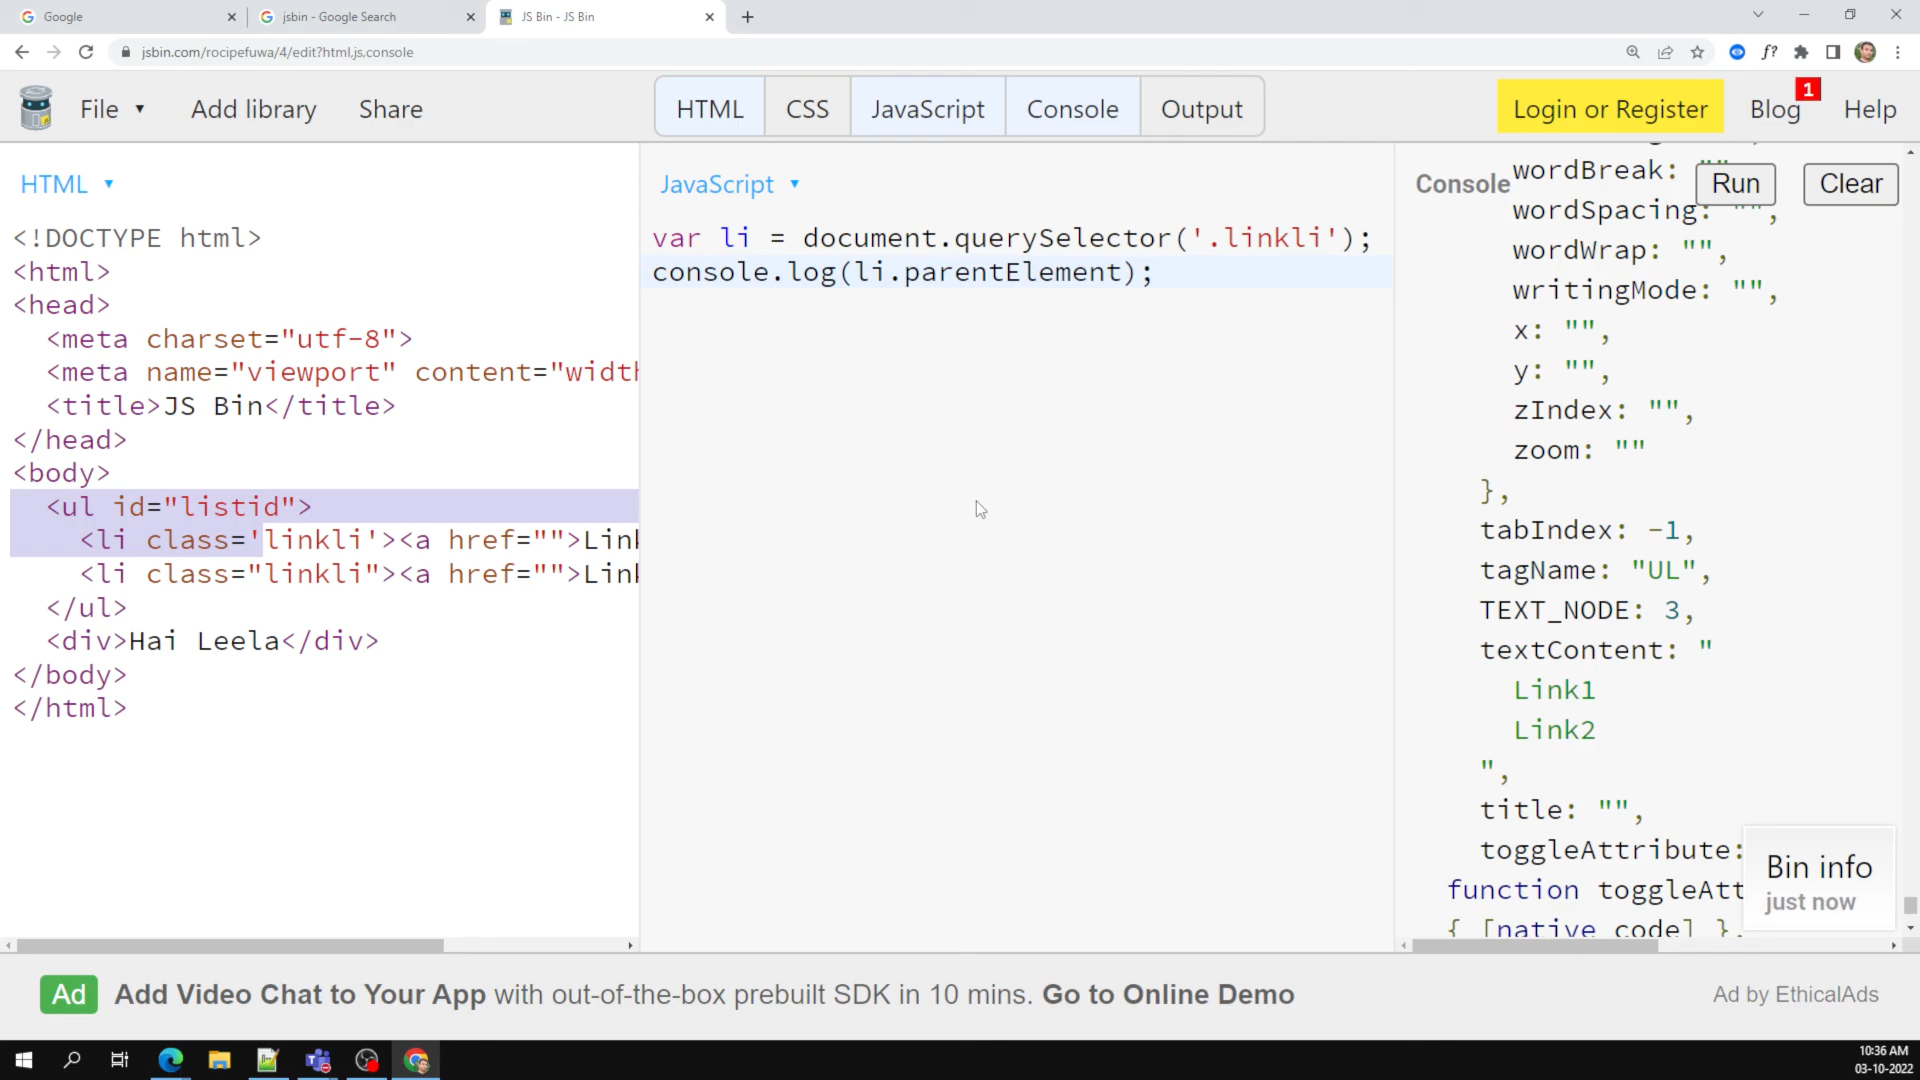 Google
jsbin - Google Search
JS Bin - JS Bin
jsbin.com/rocipefuwa/4/edit?html,js,console
f?
File
Add library
Share
HTML
CSS
JavaScript
Console
Output
Login or Register
Blog
1
Help
HTML
<!DOCTYPE html>
<html>
<head>
<meta charset="utf-8">
<meta name="viewport" content="width
<title>JS Bin</title>
</head>
<body>
<ul id="listid">
<li class='linkli'><a href="">Link
<li class="linkli"><a href="">Link
</ul>
<div>Hai Leela</div>
</body>
</html>
JavaScript
var li = document.querySelector('.linkli');
console.log(li.parentElement);
Console
Run
Clear
wordBreak: "",
wordSpacing: "",
wordWrap: "",
writingMode: "",
x: "",
y: "",
zIndex: "",
zoom: ""
},
tabIndex: -1,
tagName: "UL",
TEXT_NODE: 3,
textContent: "
Link1
Link2
",
title: "",
toggleAttribute:
function toggleAtt
{ [native code] },
Bin info
just now
Ad
Add Video Chat to Your App with out-of-the-box prebuilt SDK in 10 mins. Go to Online Demo
Ad by EthicalAds
10:36 AM
03-10-2022